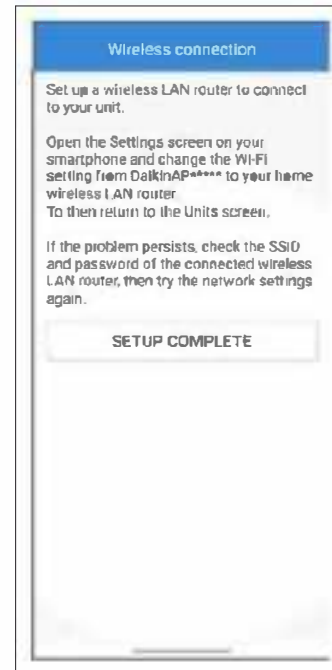 Wireless connection
Set up a wireless LAN router to connect
to your unit.
Open the Settings screen on your
smartphone and change the Wi-Fi
setting from DaikinAP***** to your home
wireless LAN router
To then return to the Units screen,
If the problem persists, check the SSID
and password of the connected wireless
LAN router, then try the network settings
again.
SETUP COMPLETE